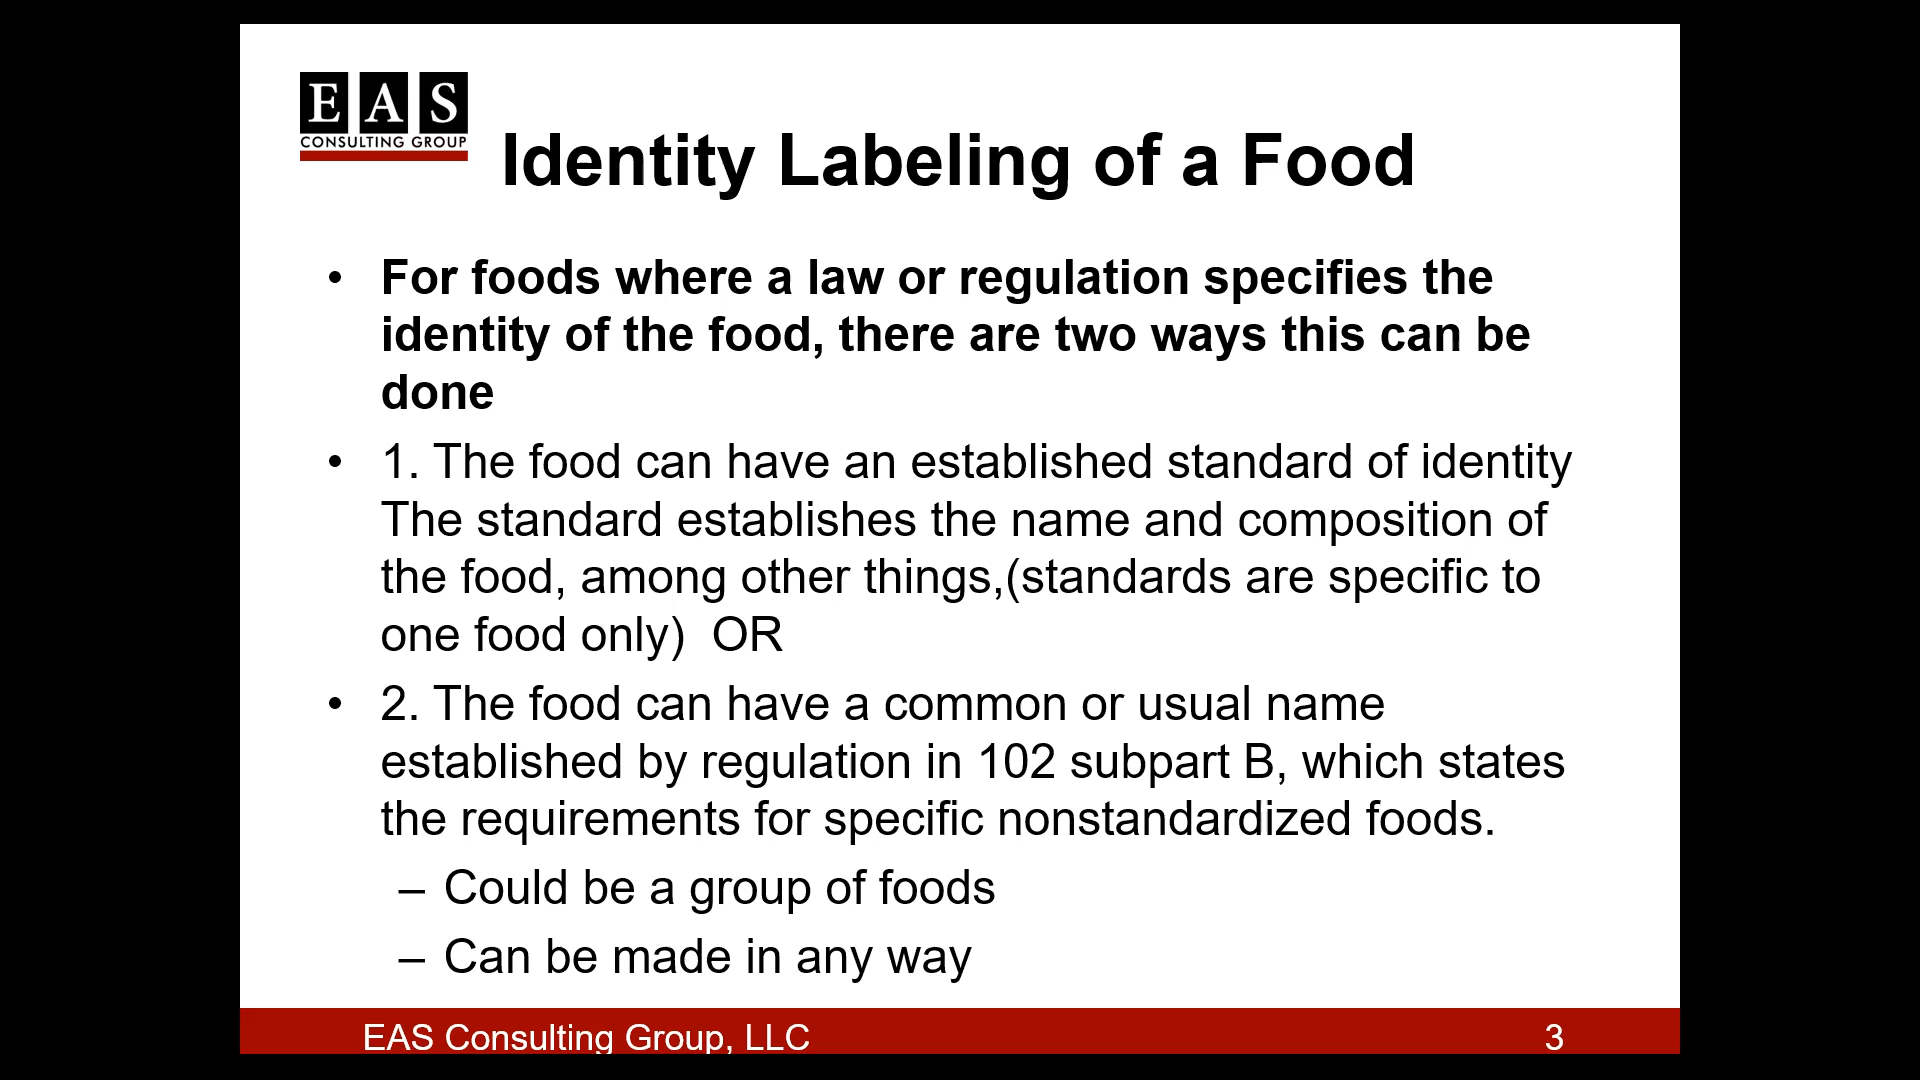 E A S
CONSULTING GROUP
Identity Labeling of a Food
• For foods where a law or regulation specifies the
identity of the food, there are two ways this can be
done
• 1. The food can have an established standard of identity
The standard establishes the name and composition of
the food, among other things,(standards are specific to
one food only)  OR
• 2. The food can have a common or usual name
established by regulation in 102 subpart B, which states
the requirements for specific nonstandardized foods.
– Could be a group of foods
– Can be made in any way
EAS Consulting Group, LLC
3